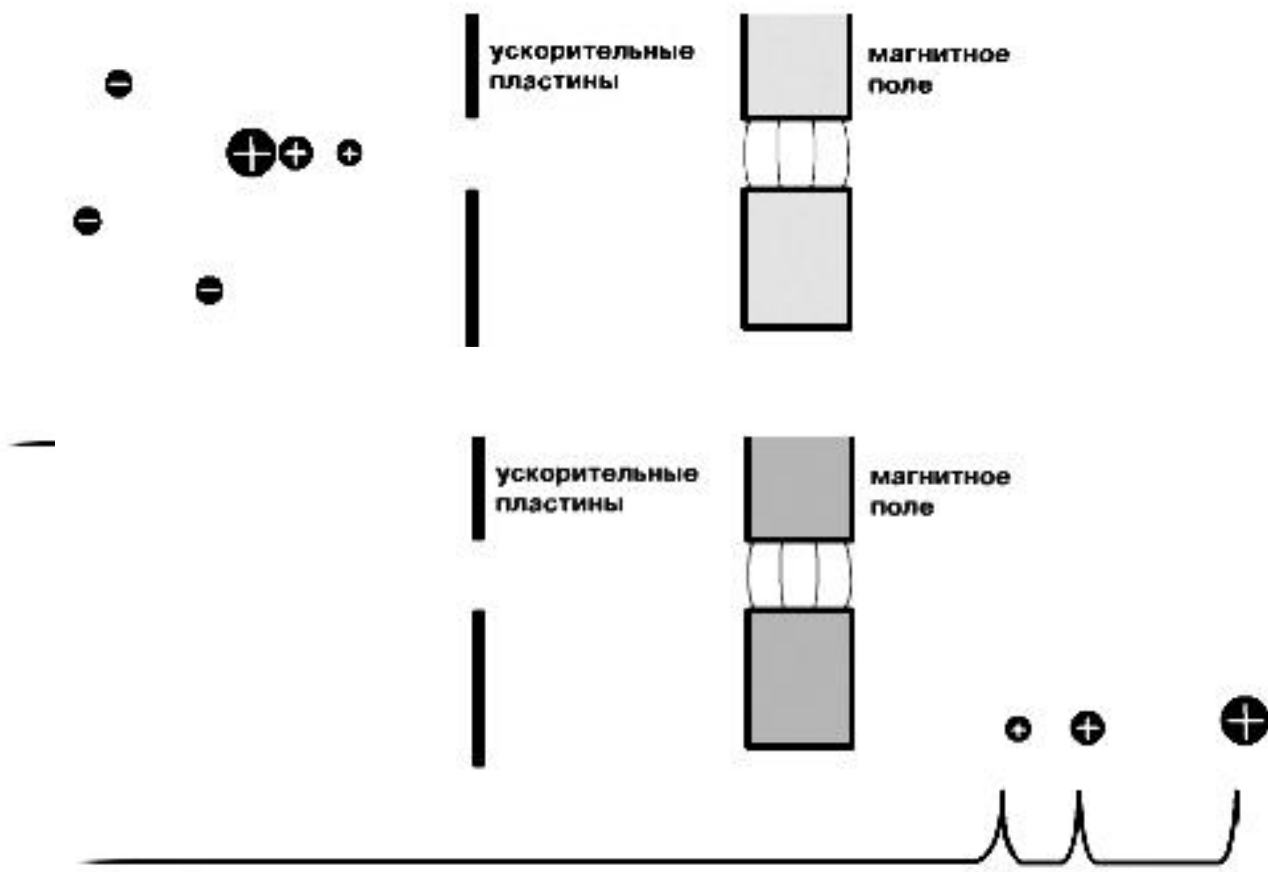 ускорительные
пластины
магнитное
поле
ускорительные
пластины
магнитное
поле